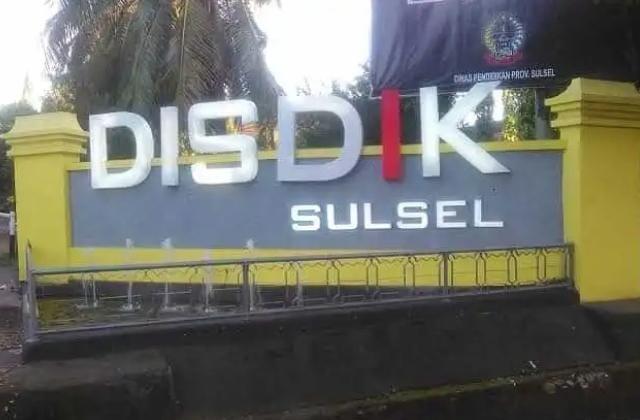 DINAS PENDIDIKAN PROV. SULSEL
DISDIK
SULSEL